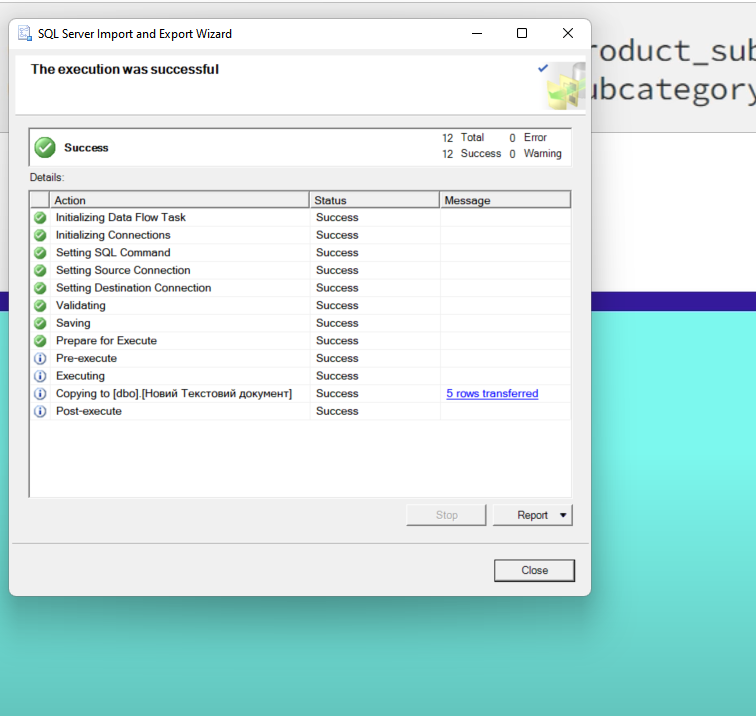 SQL Server Import and Export Wizard
The execution was successful
Success
12 Total 0 Error
12 Success 0 Warning
Details:
Action Status Message
Initializing Data Flow Task Success
Initializing Connections Success
Setting SQL Command Success
Setting Source Connection Success
Setting Destination Connection Success
Validating Success
Saving Success
Prepare for Execute Success
Pre-execute Success
Executing Success
Copying to [dbo].[Новий Текстовий документ] Success 5 rows transferred
Post-execute Success
Stop Report
Close
roduct_sub
ubcategory